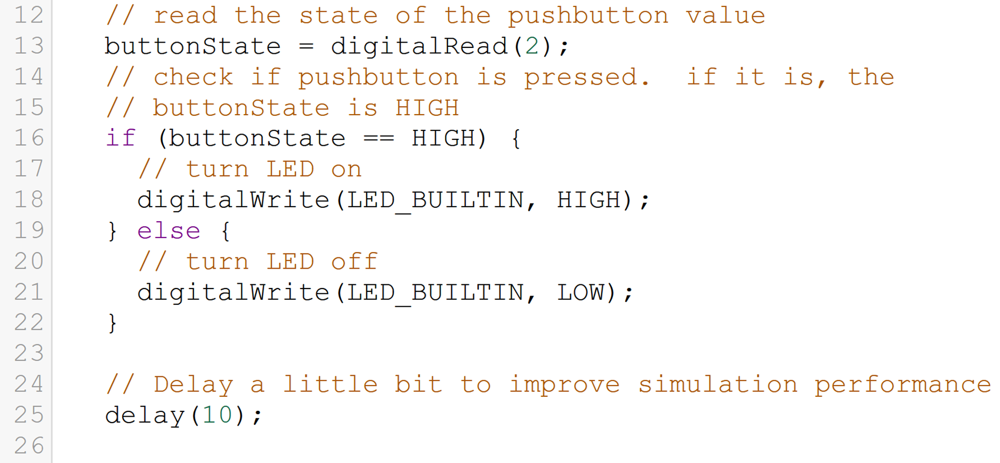 12 // read the state of the pushbutton value
13 buttonState = digitalRead(2);
14 // check if pushbutton is pressed.  if it is, the
15 // buttonState is HIGH
16 if (buttonState == HIGH) {
17 // turn LED on
18 digitalWrite(LED_BUILTIN, HIGH);
19 } else {
20 // turn LED off
21 digitalWrite(LED_BUILTIN, LOW);
22 }
23
24 // Delay a little bit to improve simulation performance
25 delay(10);
26